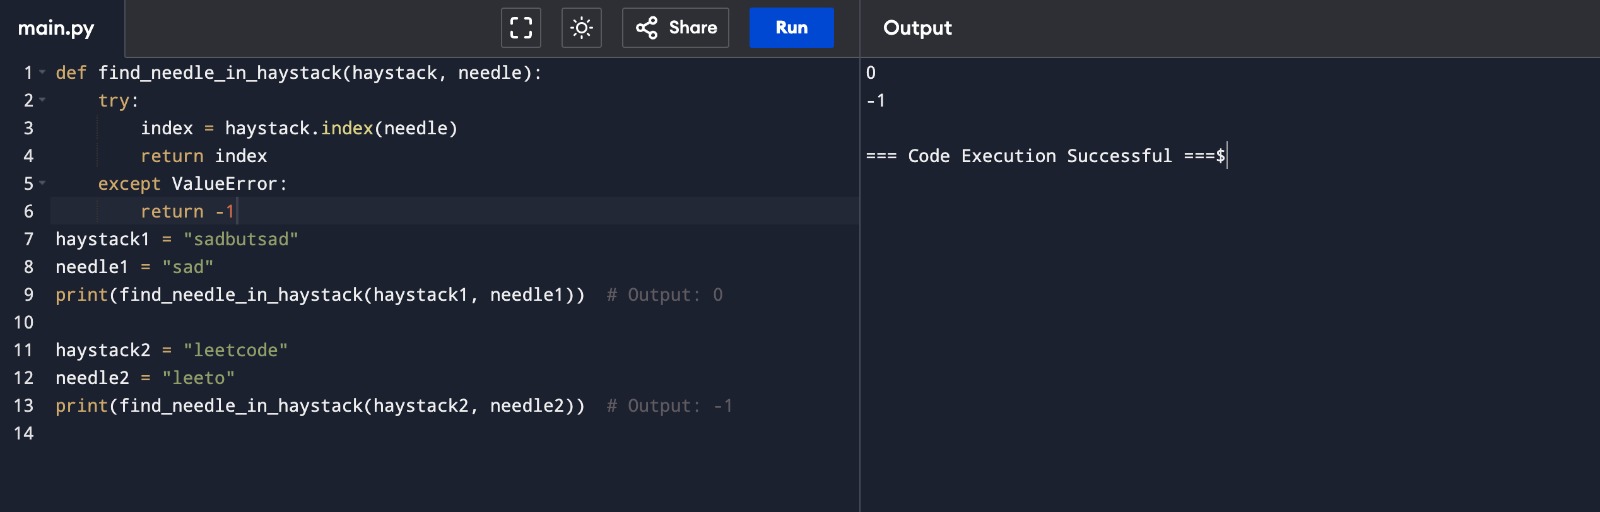 main.py
Share
Run
Output
1 def find_needle_in_haystack(haystack, needle):
2     try:
3         index = haystack.index(needle)
4         return index
5     except ValueError:
6         return -1
7 haystack1 = "sadbutsad"
8 needle1 = "sad"
9 print(find_needle_in_haystack(haystack1, needle1))  # Output: 0
10
11 haystack2 = "leetcode"
12 needle2 = "leeto"
13 print(find_needle_in_haystack(haystack2, needle2))  # Output: -1
14
0
-1
=== Code Execution Successful ===$